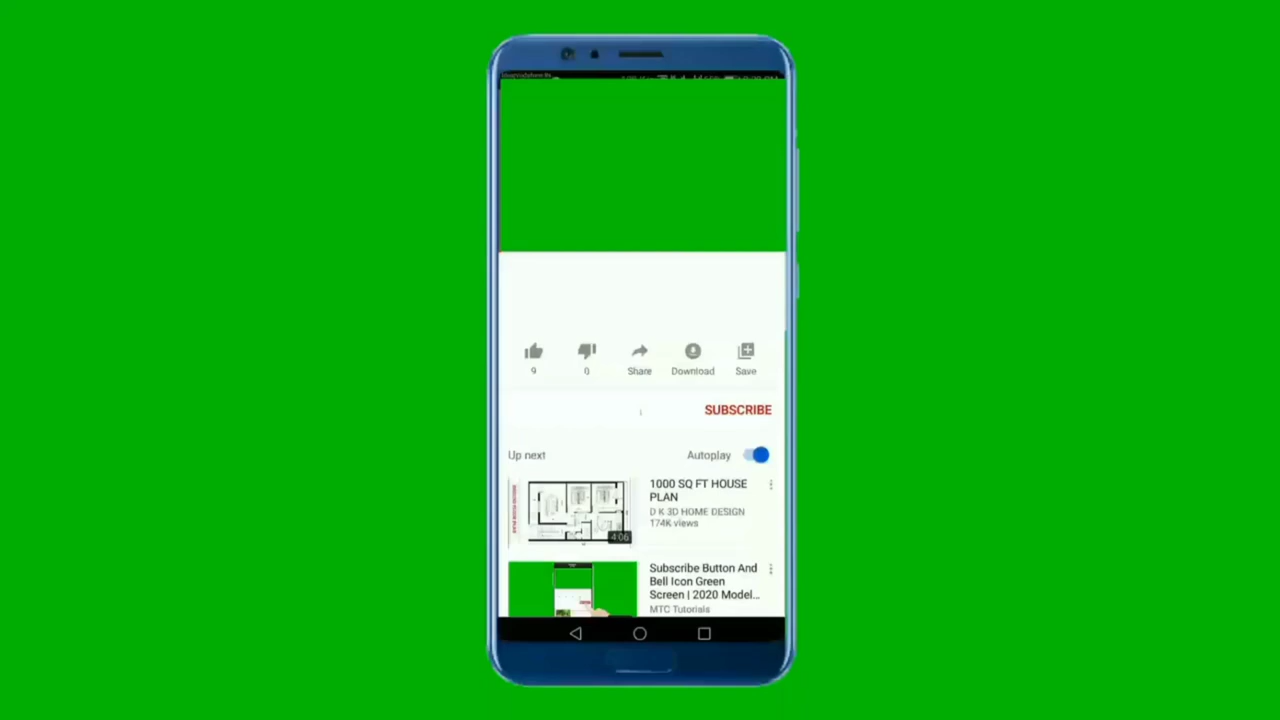 9
0
Share
Download
Save
SUBSCRIBE
Up next
Autoplay
1000 SQ FT HOUSE
PLAN
D K 3D HOME DESIGN
174K views
4:06
Subscribe Button And
Bell Icon Green
Screen | 2020 Model...
MTC Tutorials